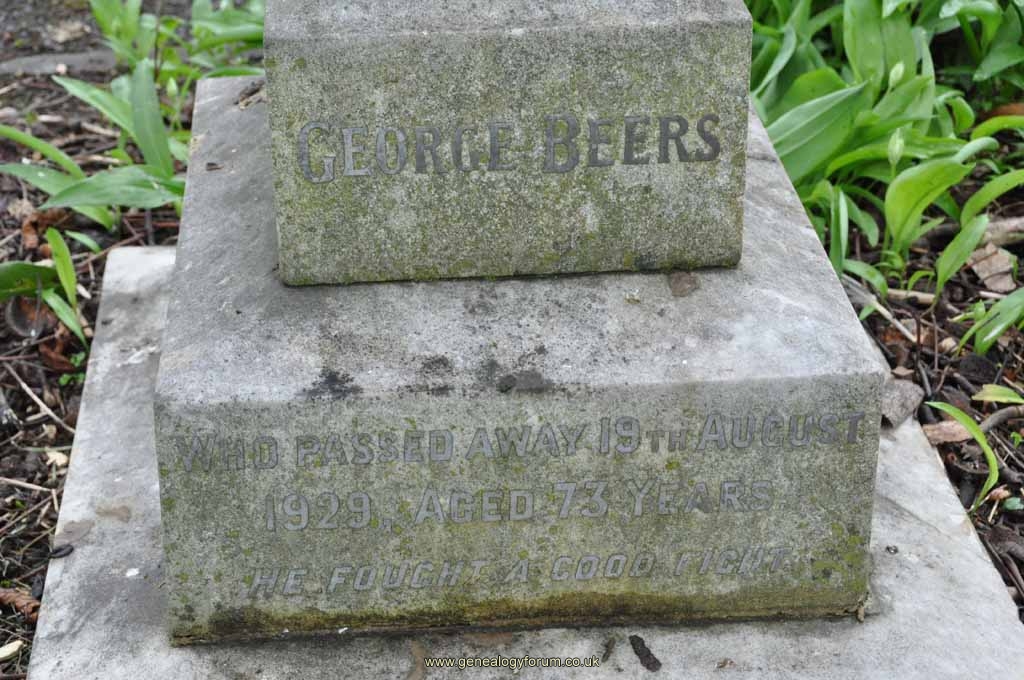 GEORGE BEERS
WHO PASSED AWAY 19TH AUGUST
1929, AGED 73 YEARS.
HE FOUGHT A GOOD FIGHT.
www.genealogyforum.co.uk